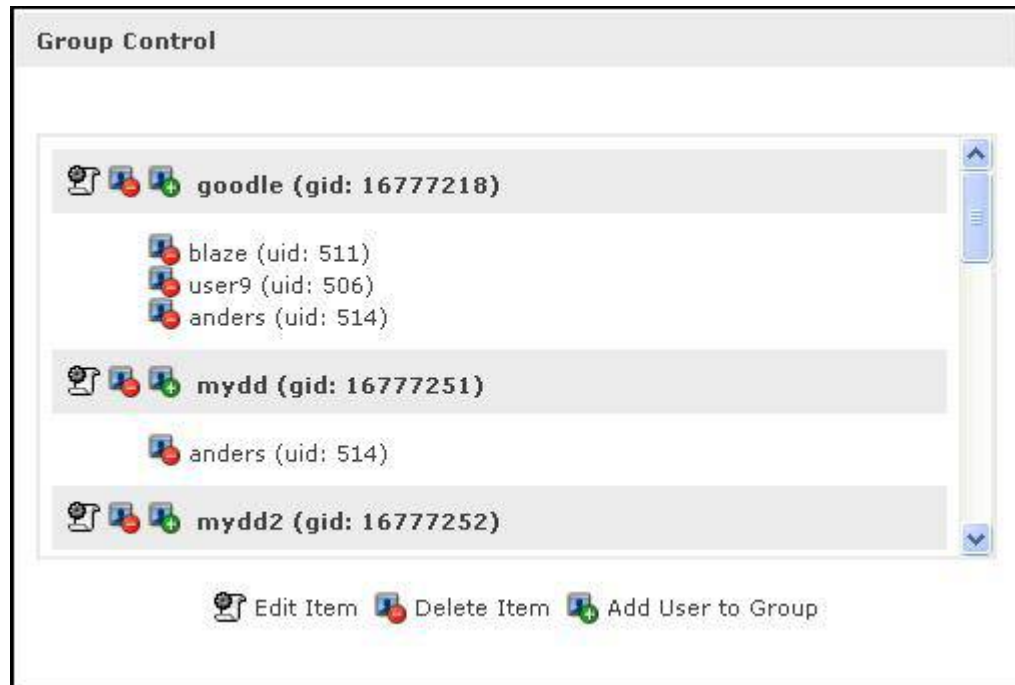 Group Control
goodle (gid: 16777218)
blaze (uid: 511)
user9 (uid: 506)
anders (uid: 514)
mydd (gid: 16777251)
anders (uid: 514)
mydd2 (gid: 16777252)
Edit Item Delete Item Add User to Group